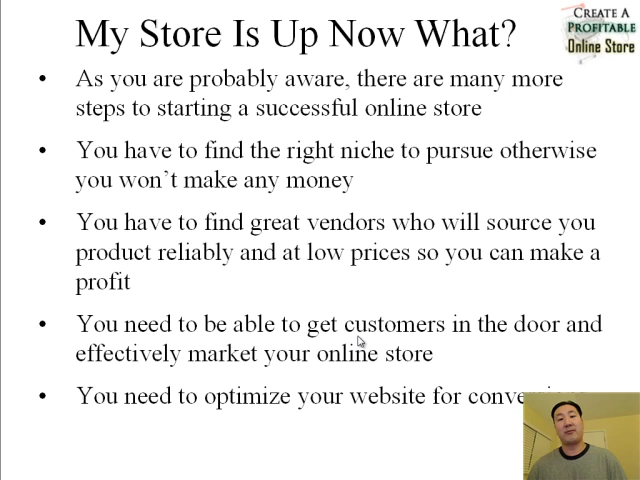 My Store Is Up Now What?
CREATE A
PROFITABLE
Online Store
• As you are probably aware, there are many more
steps to starting a successful online store
• You have to find the right niche to pursue otherwise
you won't make any money
• You have to find great vendors who will source you
product reliably and at low prices so you can make a
profit
• You need to be able to get customers in the door and
effectively market your online store
• You need to optimize your website for